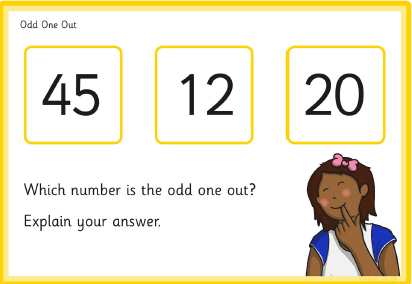 Odd One Out
45 12 20
Which number is the odd one out?
Explain your answer.